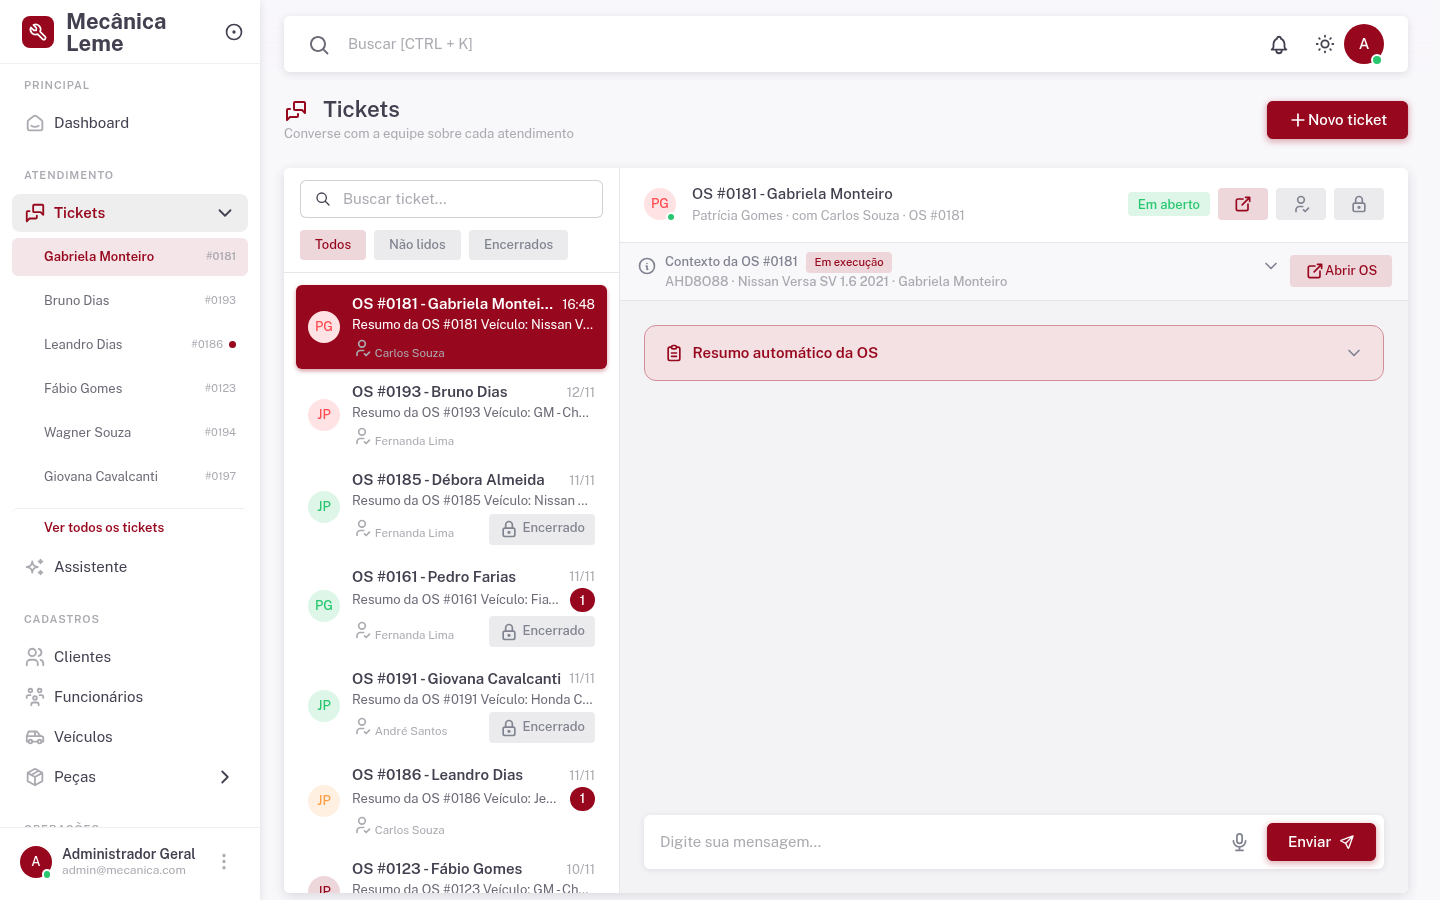 Mecânica
Leme
PRINCIPAL
Dashboard
ATENDIMENTO
Tickets
Gabriela Monteiro #0181
Bruno Dias #0193
Leandro Dias #0186
Fábio Gomes #0123
Wagner Souza #0194
Giovana Cavalcanti #0197
Ver todos os tickets
Assistente
CADASTROS
Clientes
Funcionários
Veículos
Peças
OPERAÇÕES
A
Administrador Geral
admin@mecanica.com
Buscar [CTRL + K]
A
Tickets
Converse com a equipe sobre cada atendimento
Novo ticket
Buscar ticket...
Todos Não lidos Encerrados
PG
OS #0181 - Gabriela Montei... 16:48
Resumo da OS #0181 Veículo: Nissan V...
Carlos Souza
JP
OS #0193 - Bruno Dias 12/11
Resumo da OS #0193 Veículo: GM - Ch...
Fernanda Lima
JP
OS #0185 - Débora Almeida 11/11
Resumo da OS #0185 Veículo: Nissan ...
Fernanda Lima Encerrado
PG
OS #0161 - Pedro Farias 11/11
Resumo da OS #0161 Veículo: Fia... 1
Fernanda Lima Encerrado
JP
OS #0191 - Giovana Cavalcanti 11/11
Resumo da OS #0191 Veículo: Honda C...
André Santos Encerrado
JP
OS #0186 - Leandro Dias 11/11
Resumo da OS #0186 Veículo: Je... 1
Carlos Souza
JP
OS #0123 - Fábio Gomes 10/11
Resumo da OS #0123 Veículo: GM - Ch...
PG
OS #0181 - Gabriela Monteiro
Patrícia Gomes · com Carlos Souza · OS #0181
Em aberto
Contexto da OS #0181 Em execução
AHD8O88 · Nissan Versa SV 1.6 2021 · Gabriela Monteiro
Abrir OS
Resumo automático da OS
Digite sua mensagem...
Enviar